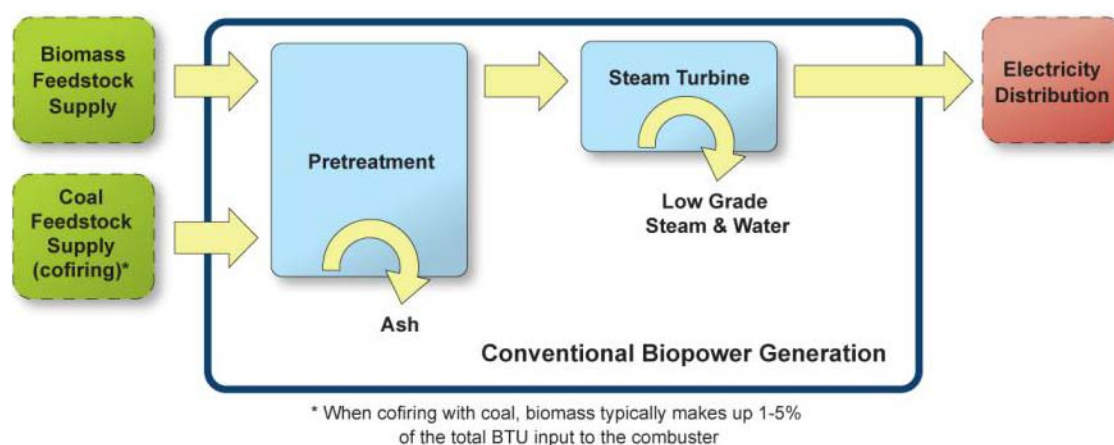 Biomass
Feedstock
Supply
Coal
Feedstock
Supply
(cofiring)*
Pretreatment
Ash
Steam Turbine
Low Grade
Steam & Water
Electricity
Distribution
Conventional Biopower Generation
* When cofiring with coal, biomass typically makes up 1-5%
of the total BTU input to the combuster